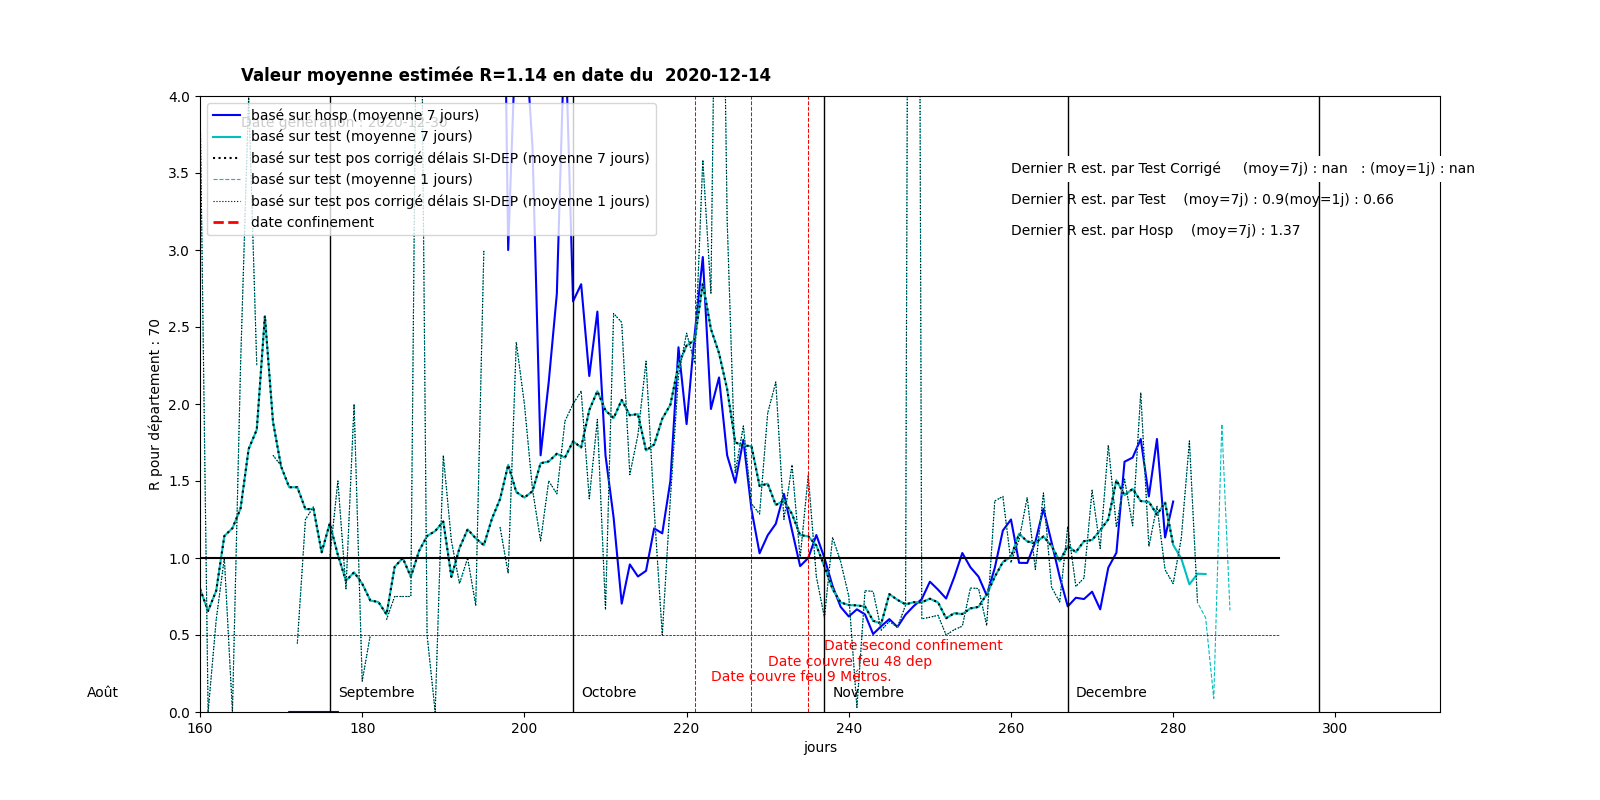 Valeur moyenne estimée R=1.14 en date du  2020-12-14
4.0
3.5
3.0
2.5
2.0
1.5
1.0
0.5
0.0
R pour département : 70
basé sur hosp (moyenne 7 jours)
basé sur test (moyenne 7 jours)
basé sur test pos corrigé délais SI-DEP (moyenne 7 jours)
basé sur test (moyenne 1 jours)
basé sur test pos corrigé délais SI-DEP (moyenne 1 jours)
date confinement
Dernier R est. par Test Corrigé     (moy=7j) : nan   : (moy=1j) : nan
Dernier R est. par Test    (moy=7j) : 0.9(moy=1j) : 0.66
Dernier R est. par Hosp    (moy=7j) : 1.37
Date second confinement
Date couvre feu 48 dep
Date couvre feu 9 Métros.
Août
Septembre
Octobre
Novembre
Decembre
160
180
200
220
240
260
280
300
jours